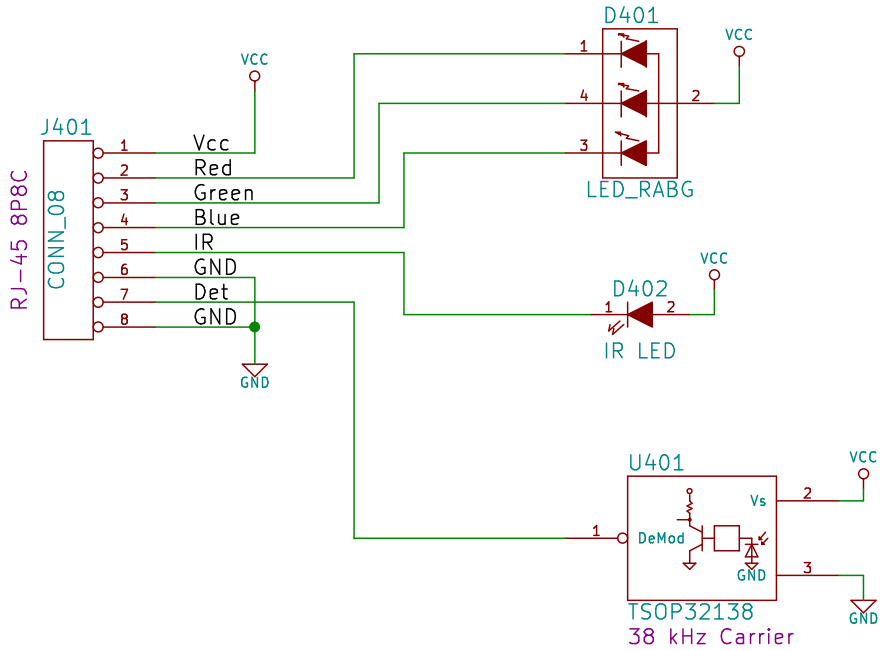 D401
VCC
1
4
2
3
LED_RABG
VCC
J401
RJ-45 8P8C
CONN_08
1 Vcc
2 Red
3 Green
4 Blue
5 IR
6 GND
7 Det
8 GND
GND
VCC
D402
1 2
IR LED
VCC
U401
1
DeMod
Vs
2
GND
3
TSOP32138
38 kHz Carrier
GND